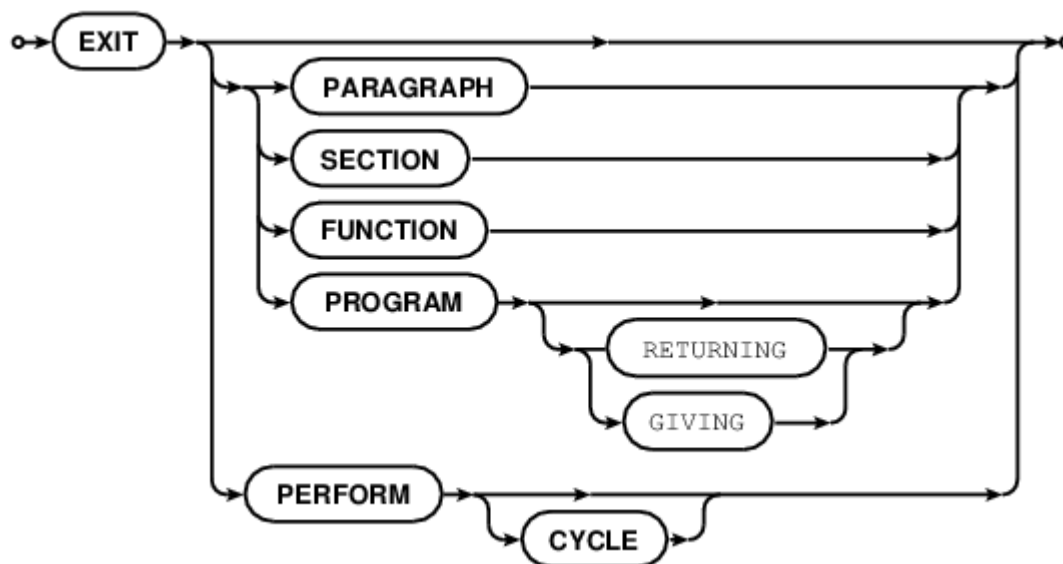 EXIT
PARAGRAPH
SECTION
FUNCTION
PROGRAM
RETURNING
GIVING
PERFORM
CYCLE